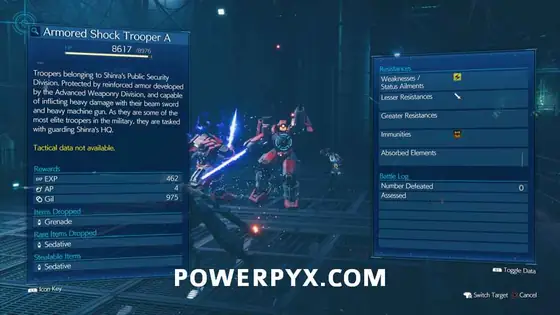 Armored Shock Trooper A
HP 8617 /8976
Troopers belonging to Shinra's Public Security
Division. Protected by reinforced armor developed
by the Advanced Weaponry Division, and capable
of inflicting heavy damage with their beam sword
and heavy machine gun. As they are some of the
most elite troopers in the military, they are tasked
with guarding Shinra's HQ.
Tactical data not available.
Rewards
EXP 462
AP 4
Gil 975
Items Dropped
Grenade
Rare Items Dropped
Sedative
Stealable Items
Sedative
Icon Key
Resistances
Weaknesses /
Status Ailments
Lesser Resistances
Greater Resistances
Immunities
Absorbed Elements
Battle Log
Number Defeated 0
Assessed
Toggle Data
Switch Target Cancel
POWERPYX.COM